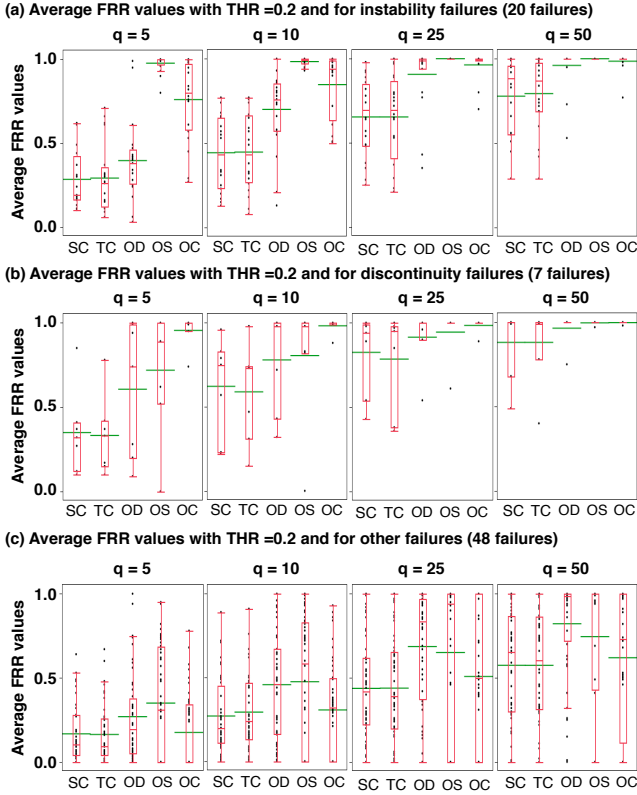 (a) Average FRR values with THR =0.2 and for instability failures (20 failures)
q = 5 q = 10 q = 25 q = 50
Average FRR values
1.0
0.5
0.0
SC TC OD OS OC SC TC OD OS OC SC TC OD OS OC SC TC OD OS OC
(b) Average FRR values with THR =0.2 and for discontinuity failures (7 failures)
q = 5 q = 10 q = 25 q = 50
Average FRR values
1.0
0.5
0.0
SC TC OD OS OC SC TC OD OS OC SC TC OD OS OC SC TC OD OS OC
(c) Average FRR values with THR =0.2 and for other failures (48 failures)
q = 5 q = 10 q = 25 q = 50
Average FRR values
1.0
0.5
0.0
SC TC OD OS OC SC TC OD OS OC SC TC OD OS OC SC TC OD OS OC